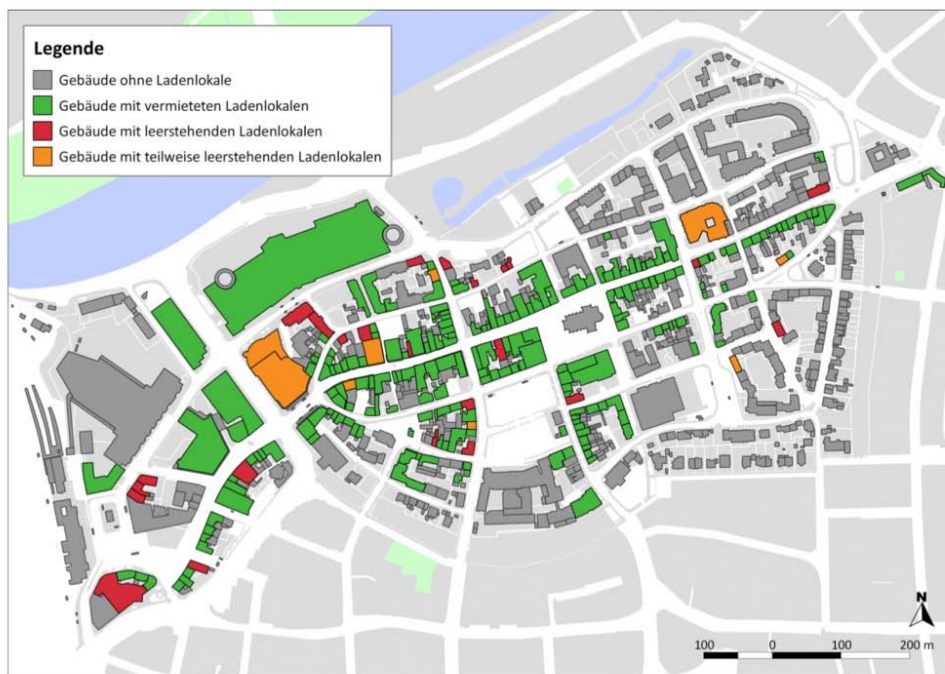 Legende
Gebäude ohne Ladenlokale
Gebäude mit vermieteten Ladenlokalen
Gebäude mit leerstehenden Ladenlokalen
Gebäude mit teilweise leerstehenden Ladenlokalen
N
100 0 100 200 m